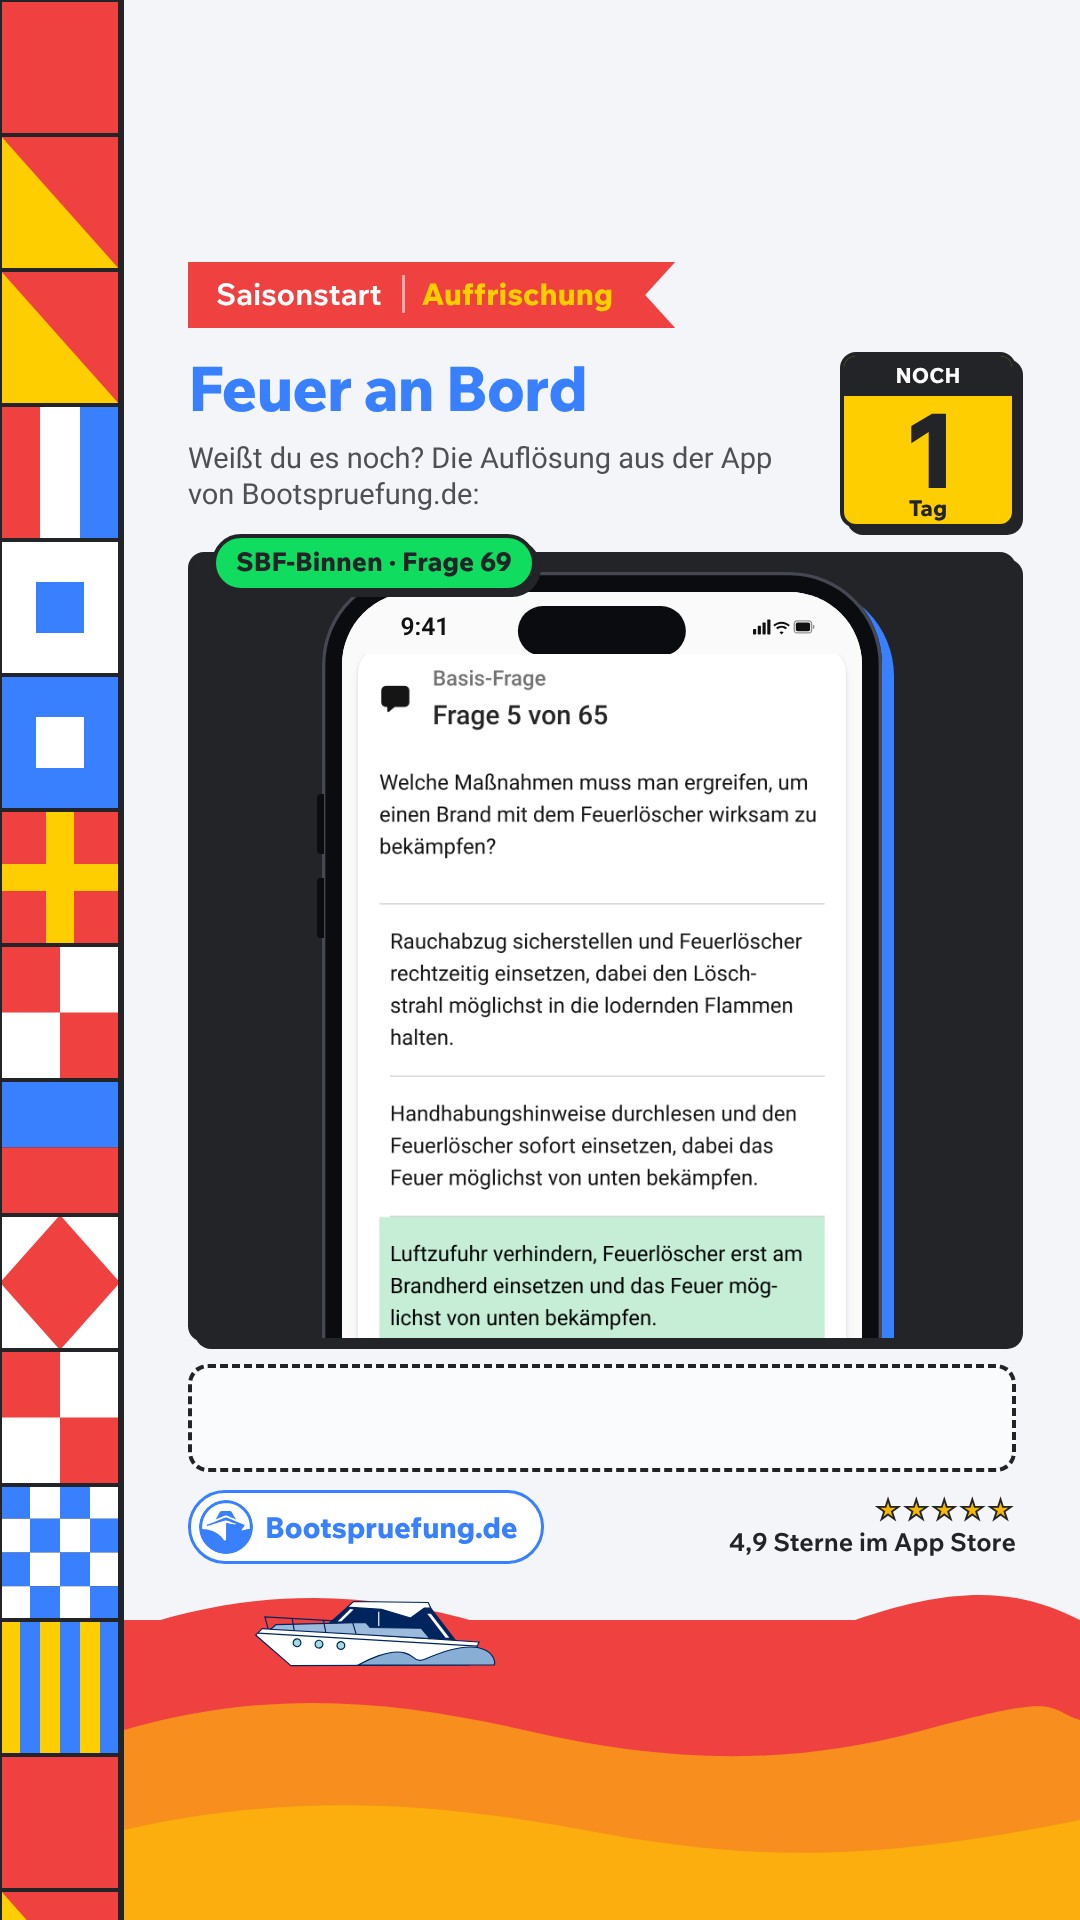 Saisonstart | Auffrischung
Feuer an Bord
Weißt du es noch? Die Auflösung aus der App
von Bootspruefung.de:
NOCH
1
Tag
SBF-Binnen · Frage 69
9:41
Basis-Frage
Frage 5 von 65
Welche Maßnahmen muss man ergreifen, um
einen Brand mit dem Feuerlöscher wirksam zu
bekämpfen?
Rauchabzug sicherstellen und Feuerlöscher
rechtzeitig einsetzen, dabei den Lösch-
strahl möglichst in die lodernden Flammen
halten.
Handhabungshinweise durchlesen und den
Feuerlöscher sofort einsetzen, dabei das
Feuer möglichst von unten bekämpfen.
Luftzufuhr verhindern, Feuerlöscher erst am
Brandherd einsetzen und das Feuer mög-
lichst von unten bekämpfen.
Bootspruefung.de
★★★★★
4,9 Sterne im App Store